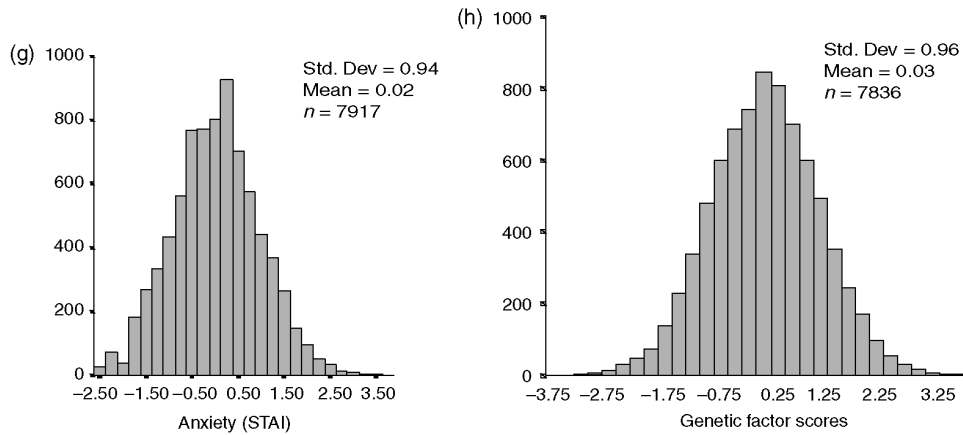 (g)
1000
800
600
400
200
0
Std. Dev = 0.94
Mean = 0.02
n = 7917
–2.50 –1.50 –0.50 0.50 1.50 2.50 3.50
Anxiety (STAI)
(h)
1000
800
600
400
200
0
Std. Dev = 0.96
Mean = 0.03
n = 7836
–3.75 –2.75 –1.75 –0.75 0.25 1.25 2.25 3.25
Genetic factor scores